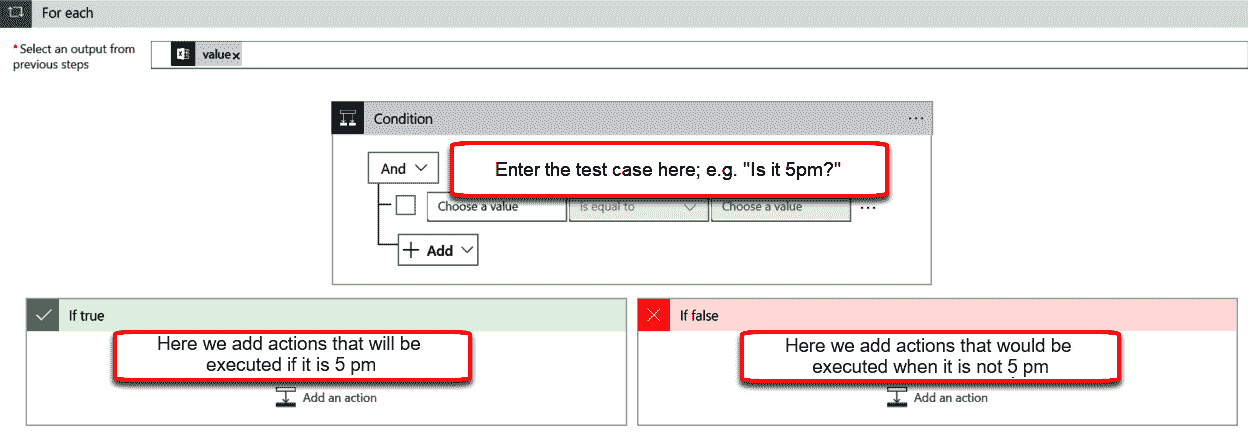 For each
*Select an output from
previous steps
value x
Condition
...
And
Enter the test case here; e.g. "Is it 5pm?"
Choose a value
is equal to
Choose a value
...
+ Add
If true
Here we add actions that will be
executed if it is 5 pm
Add an action
If false
Here we add actions that would be
executed when it is not 5 pm
Add an action